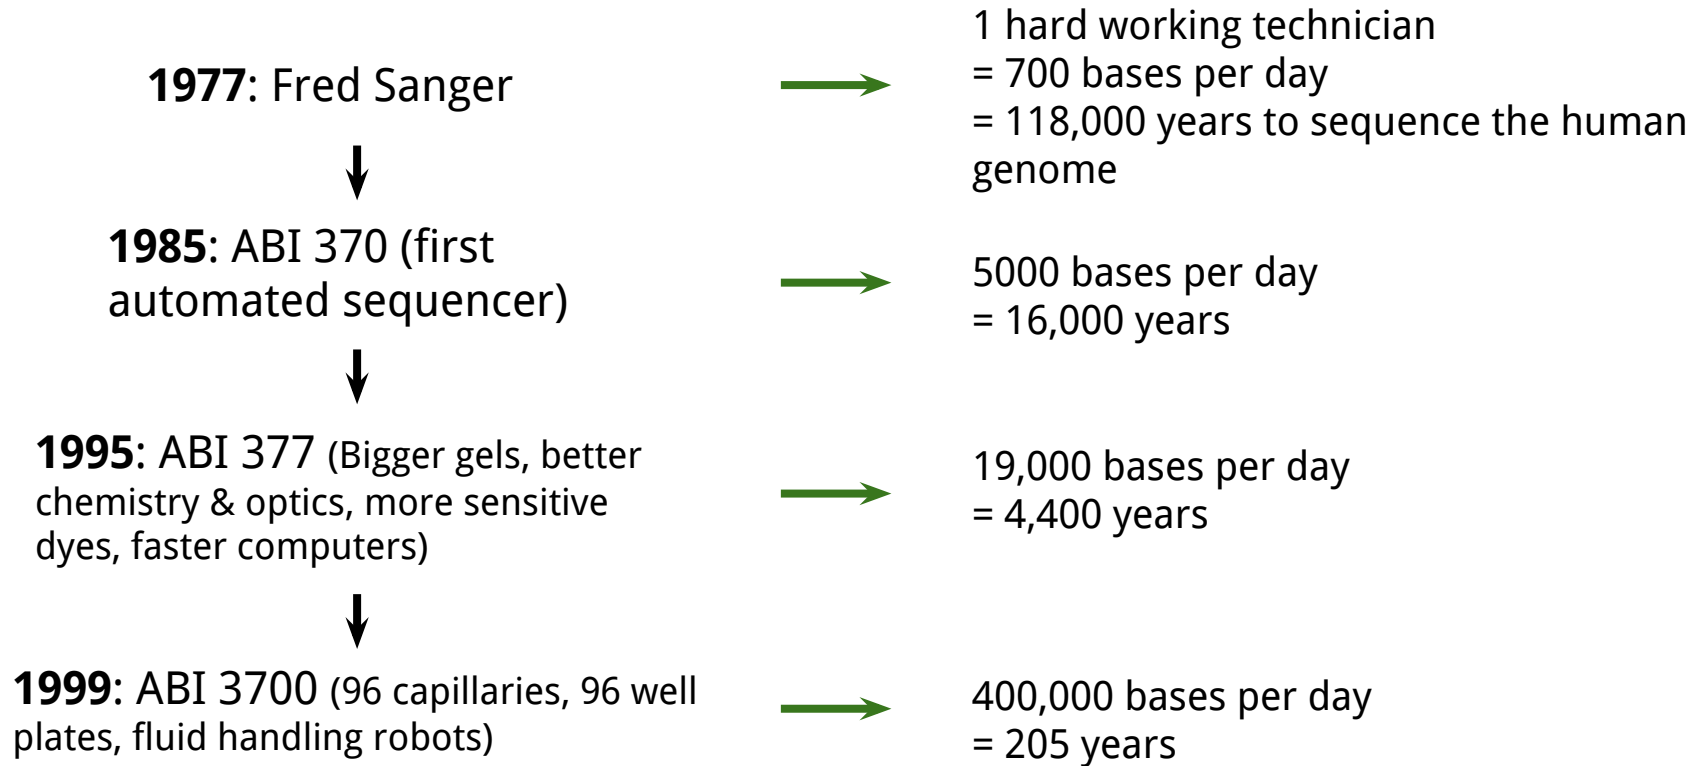 1977: Fred Sanger
1 hard working technician
= 700 bases per day
= 118,000 years to sequence the human
genome
1985: ABI 370 (first
automated sequencer)
5000 bases per day
= 16,000 years
1995: ABI 377 (Bigger gels, better
chemistry & optics, more sensitive
dyes, faster computers)
19,000 bases per day
= 4,400 years
1999: ABI 3700 (96 capillaries, 96 well
plates, fluid handling robots)
400,000 bases per day
= 205 years